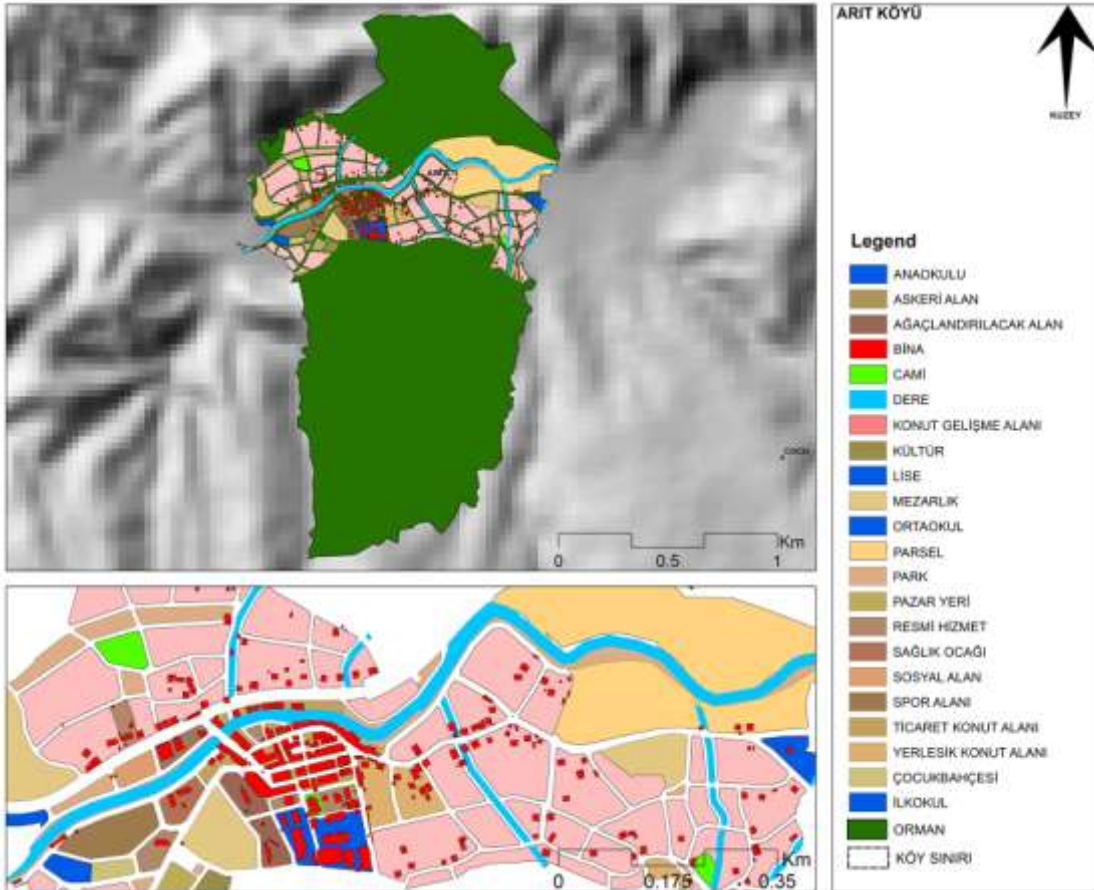 ARIT KÖYÜ
KUZEY
Km
0 0.5 1
Legend
ANAOKULU
ASKERİ ALAN
AĞAÇLANDIRILACAK ALAN
BİNA
CAMİ
DERE
KONUT GELİŞME ALANI
KÜLTÜR
LİSE
MEZARLIK
ORTAOKUL
PARSEL
PARK
PAZAR YERİ
RESMİ HİZMET
SAĞLIK OCAĞI
SOSYAL ALAN
SPOR ALANI
TİCARET KONUT ALANI
YERLEŞİK KONUT ALANI
ÇOCUKBAHÇESİ
İLKOKUL
ORMAN
KÖY SINIRI
Km
0 0.175 0.35